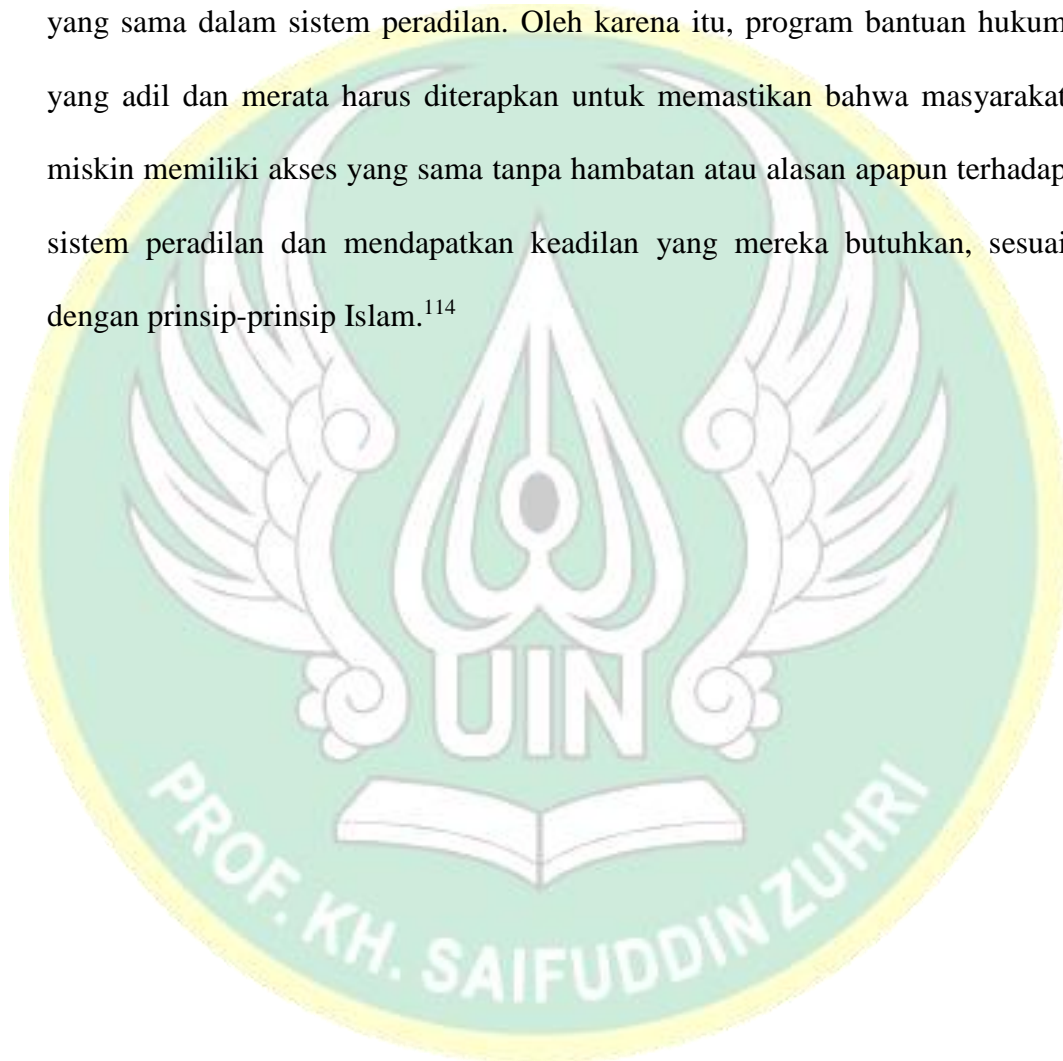 yang sama dalam sistem peradilan. Oleh karena itu, program bantuan hukum
yang adil dan merata harus diterapkan untuk memastikan bahwa masyarakat
miskin memiliki akses yang sama tanpa hambatan atau alasan apapun terhadap
sistem peradilan dan mendapatkan keadilan yang mereka butuhkan, sesuai
dengan prinsip-prinsip Islam.114
UIN
PROF. KH. SAIFUDDIN ZUHRI